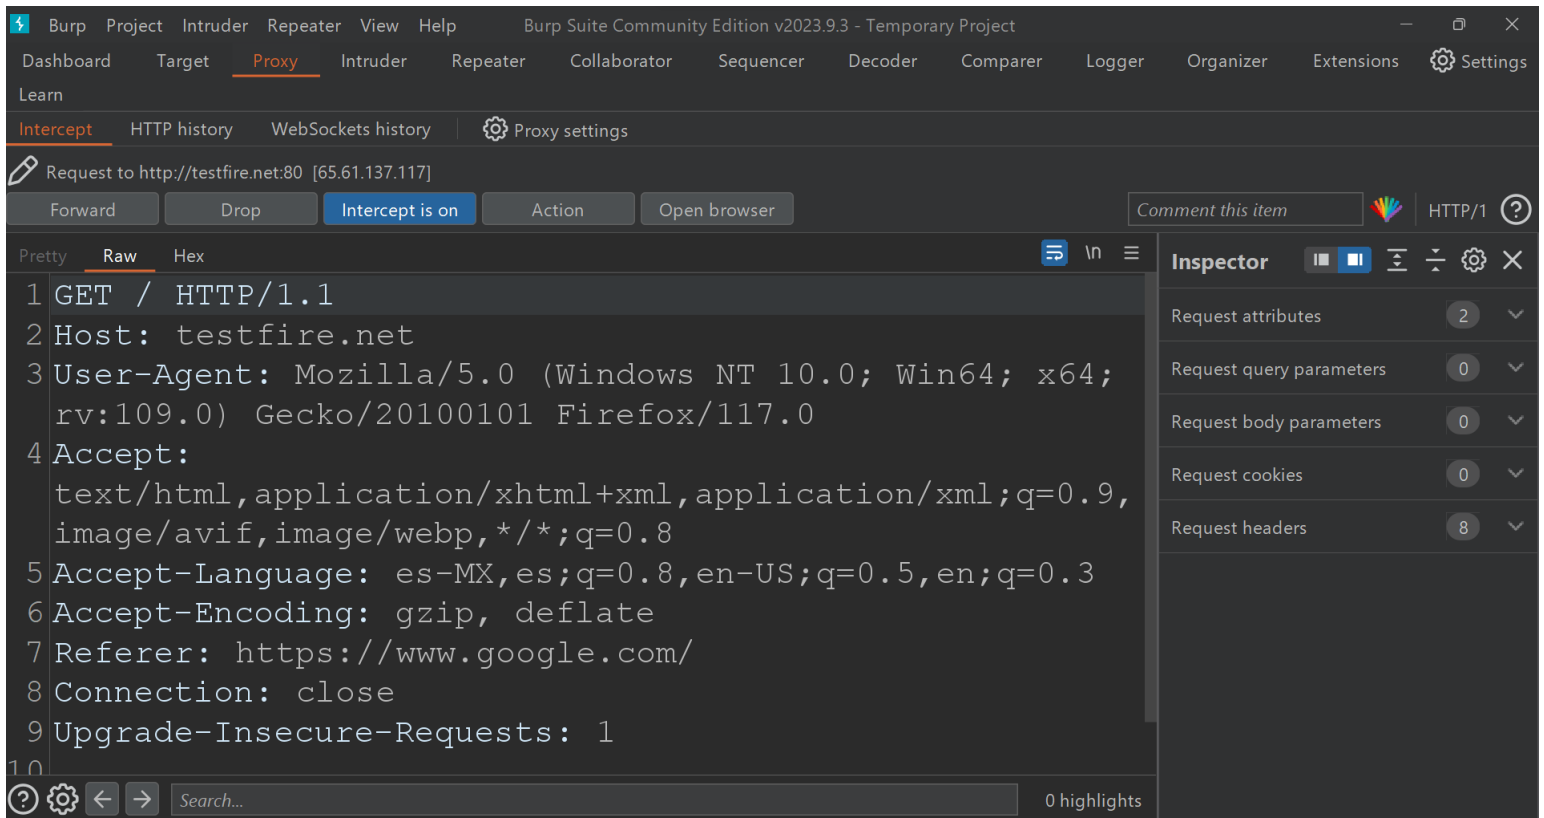 Burp Project Intruder Repeater View Help Burp Suite Community Edition v2023.9.3 - Temporary Project
Dashboard Target Proxy Intruder Repeater Collaborator Sequencer Decoder Comparer Logger Organizer Extensions Settings
Learn
Intercept HTTP history WebSockets history Proxy settings
Request to http://testfire.net:80 [65.61.137.117]
Forward Drop Intercept is on Action Open browser Comment this item HTTP/1 ?
Pretty Raw Hex \n
Inspector
1 GET / HTTP/1.1
2 Host: testfire.net
3 User-Agent: Mozilla/5.0 (Windows NT 10.0; Win64; x64;
rv:109.0) Gecko/20100101 Firefox/117.0
4 Accept:
text/html,application/xhtml+xml,application/xml;q=0.9,
image/avif,image/webp,*/*;q=0.8
5 Accept-Language: es-MX,es;q=0.8,en-US;q=0.5,en;q=0.3
6 Accept-Encoding: gzip, deflate
7 Referer: https://www.google.com/
8 Connection: close
9 Upgrade-Insecure-Requests: 1
10
Request attributes 2
Request query parameters 0
Request body parameters 0
Request cookies 0
Request headers 8
? Search... 0 highlights